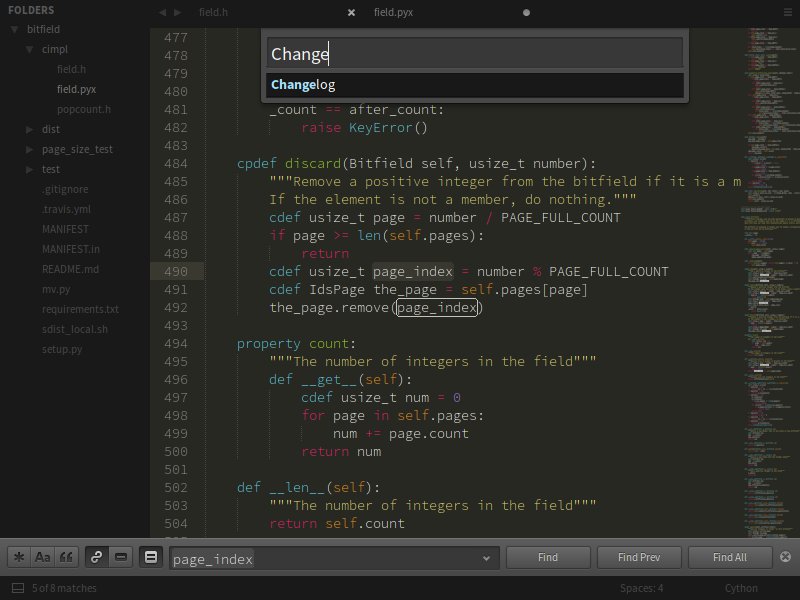 FOLDERS
bitfield
cimpl
field.h
field.pyx
popcount.h
dist
page_size_test
test
.gitignore
.travis.yml
MANIFEST
MANIFEST.in
README.md
mv.py
requirements.txt
sdist_local.sh
setup.py
field.h
field.pyx
Change
Changelog
477
478
479
480
481 _count == after_count:
482 raise KeyError()
483
484 cpdef discard(Bitfield self, usize_t number):
485 """Remove a positive integer from the bitfield if it is a m
486 If the element is not a member, do nothing."""
487 cdef usize_t page = number / PAGE_FULL_COUNT
488 if page >= len(self.pages):
489 return
490 cdef usize_t page_index = number % PAGE_FULL_COUNT
491 cdef IdsPage the_page = self.pages[page]
492 the_page.remove(page_index)
493
494 property count:
495 """The number of integers in the field"""
496 def __get__(self):
497 cdef usize_t num = 0
498 for page in self.pages:
499 num += page.count
500 return num
501
502 def __len__(self):
503 """The number of integers in the field"""
504 return self.count
page_index
Find
Find Prev
Find All
5 of 8 matches
Spaces: 4
Cython